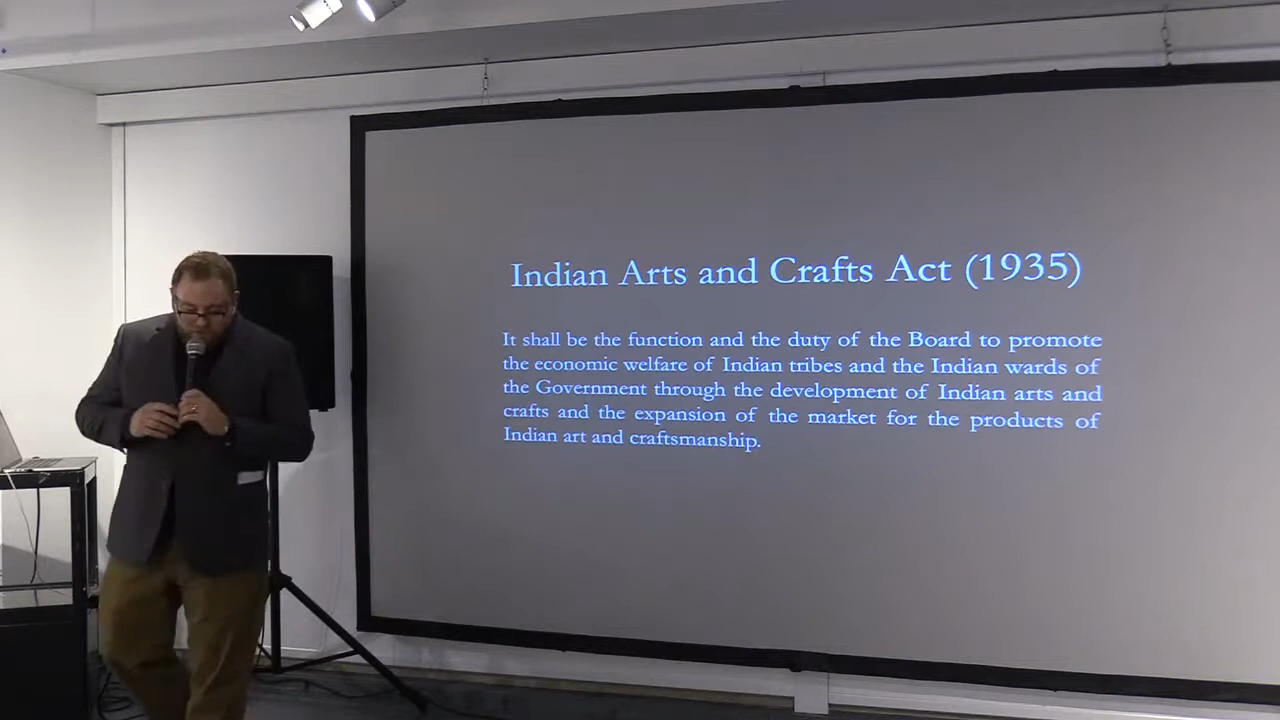 Indian Arts and Crafts Act (1935)
It shall be the function and the duty of the Board to promote
the economic welfare of Indian tribes and the Indian wards of
the Government through the development of Indian arts and
crafts and the expansion of the market for the products of
Indian art and craftsmanship.